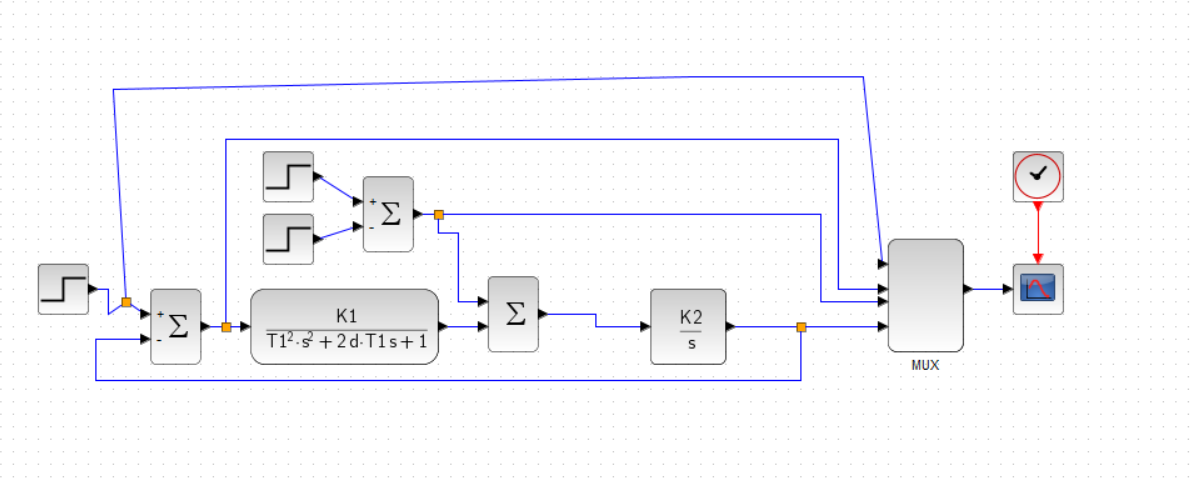 +
-
Σ
+
-
Σ
K1
T1²·s² + 2 d·T1 s + 1
Σ
K2
s
MUX